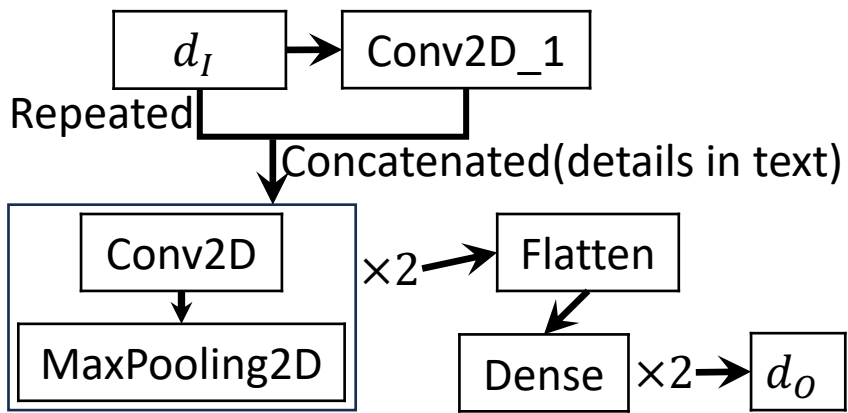 d_I
Conv2D_1
Repeated
Concatenated(details in text)
Conv2D
×2
Flatten
MaxPooling2D
Dense
×2
d_O